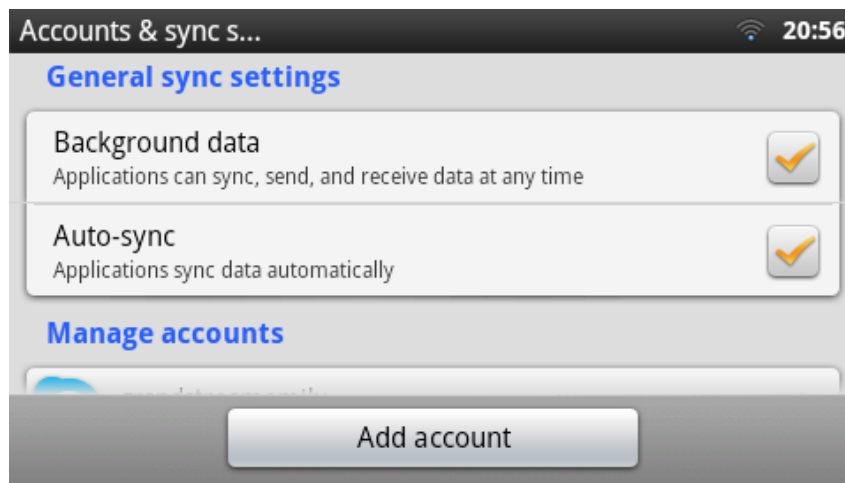 Accounts & sync s...
20:56
General sync settings
Background data
Applications can sync, send, and receive data at any time
Auto-sync
Applications sync data automatically
Manage accounts
Add account